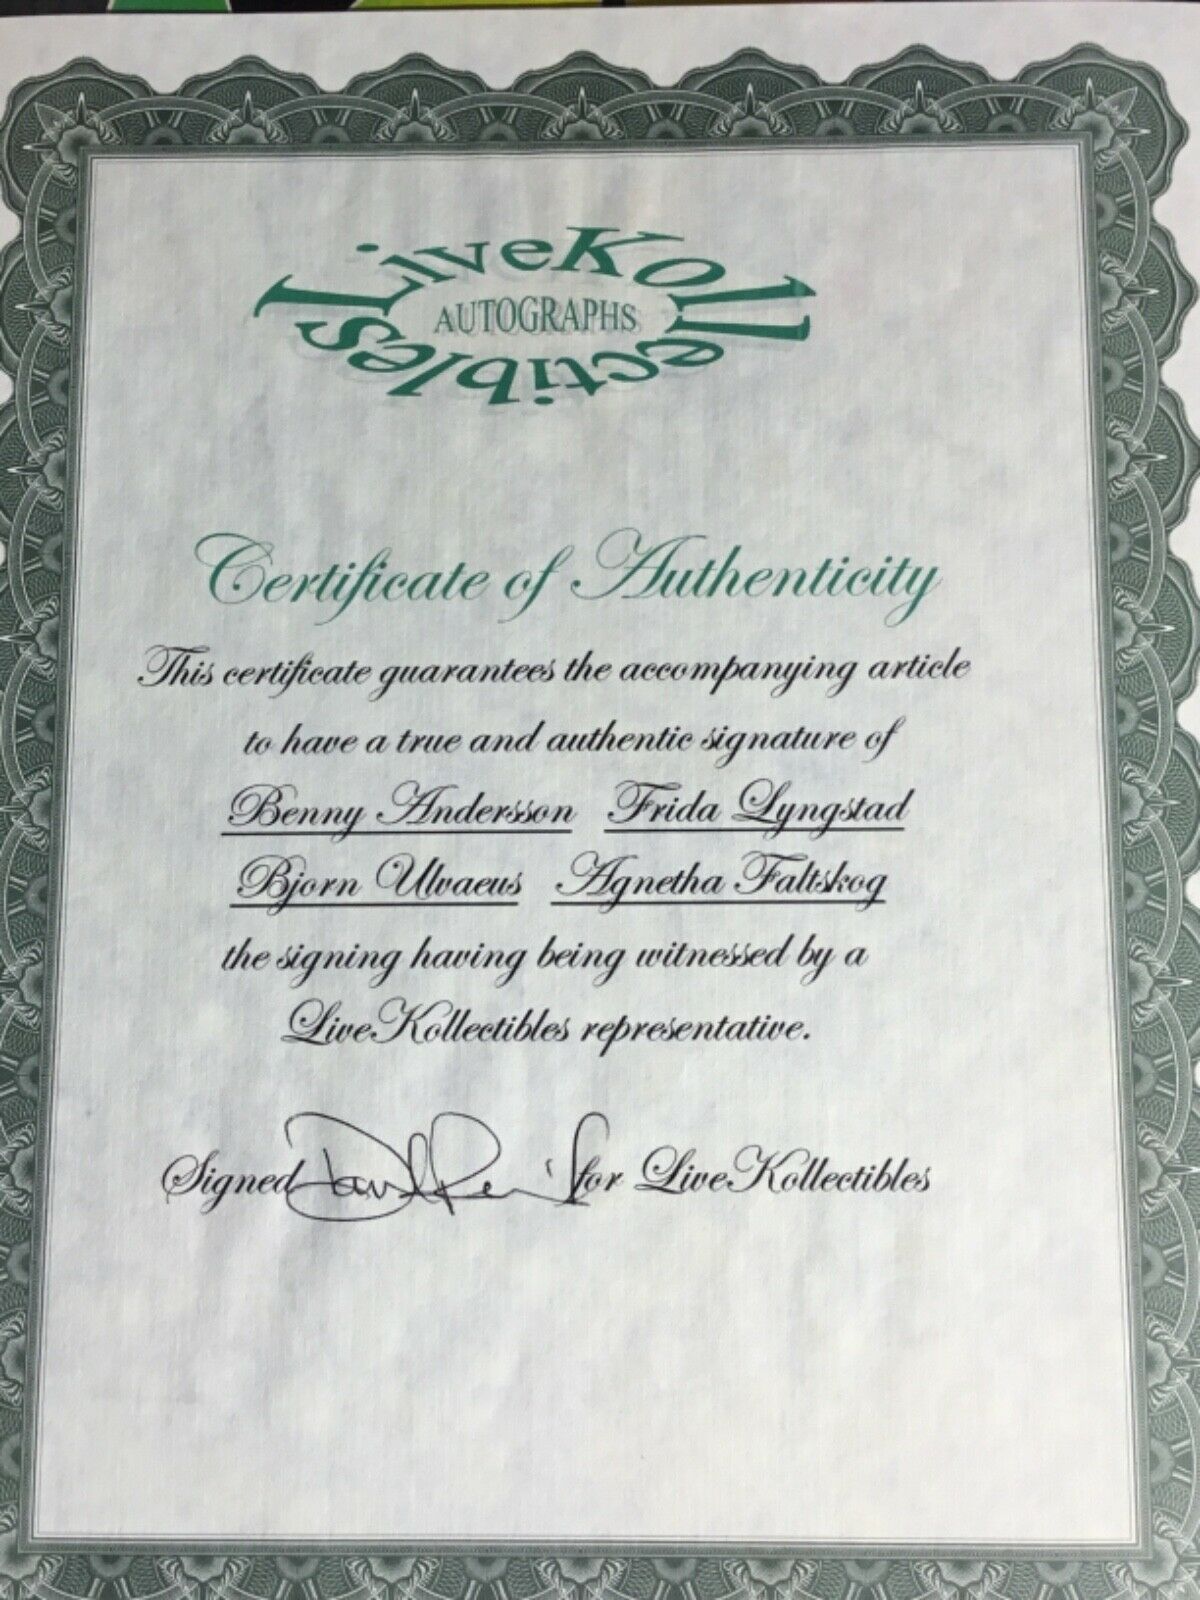 LiveKollectibles
AUTOGRAPHS
Certificate of Authenticity
This certificate guarantees the accompanying article
to have a true and authentic signature of
Benny Andersson Frida Lyngstad
Bjorn Ulvaeus Agnetha Faltskog
the signing having being witnessed by a
LiveKollectibles representative.
Signed for LiveKollectibles